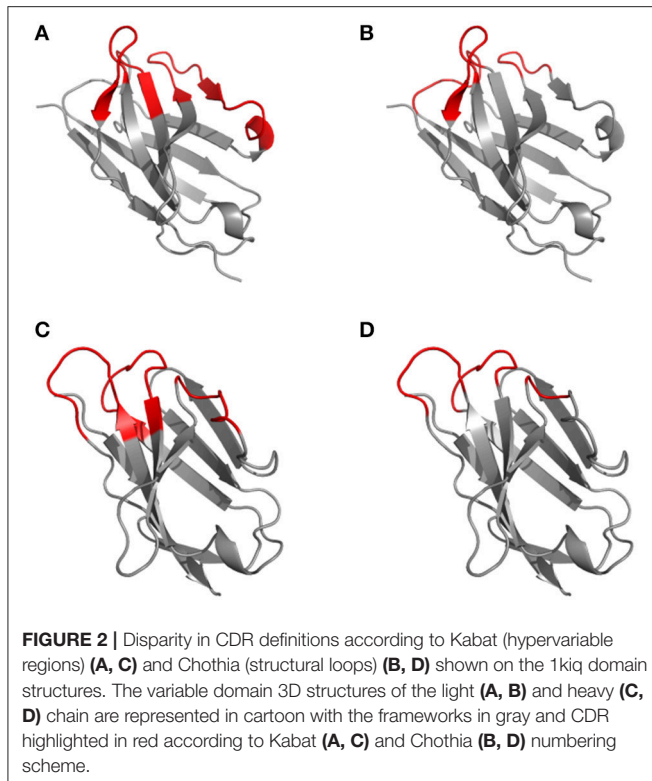 A
B
C
D
FIGURE 2 | Disparity in CDR definitions according to Kabat (hypervariable
regions) (A, C) and Chothia (structural loops) (B, D) shown on the 1kiq domain
structures. The variable domain 3D structures of the light (A, B) and heavy (C,
D) chain are represented in cartoon with the frameworks in gray and CDR
highlighted in red according to Kabat (A, C) and Chothia (B, D) numbering
scheme.